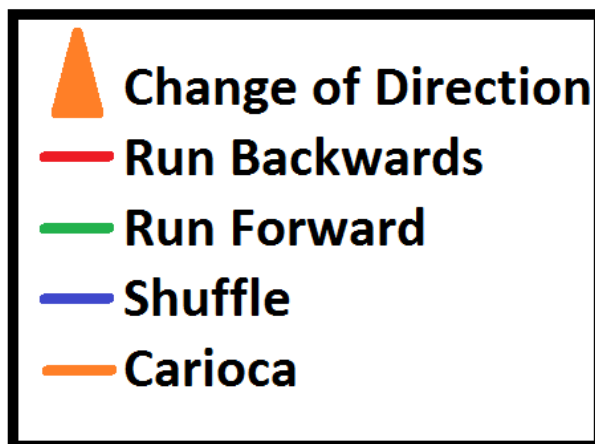 Change of Direction
Run Backwards
Run Forward
Shuffle
Carioca